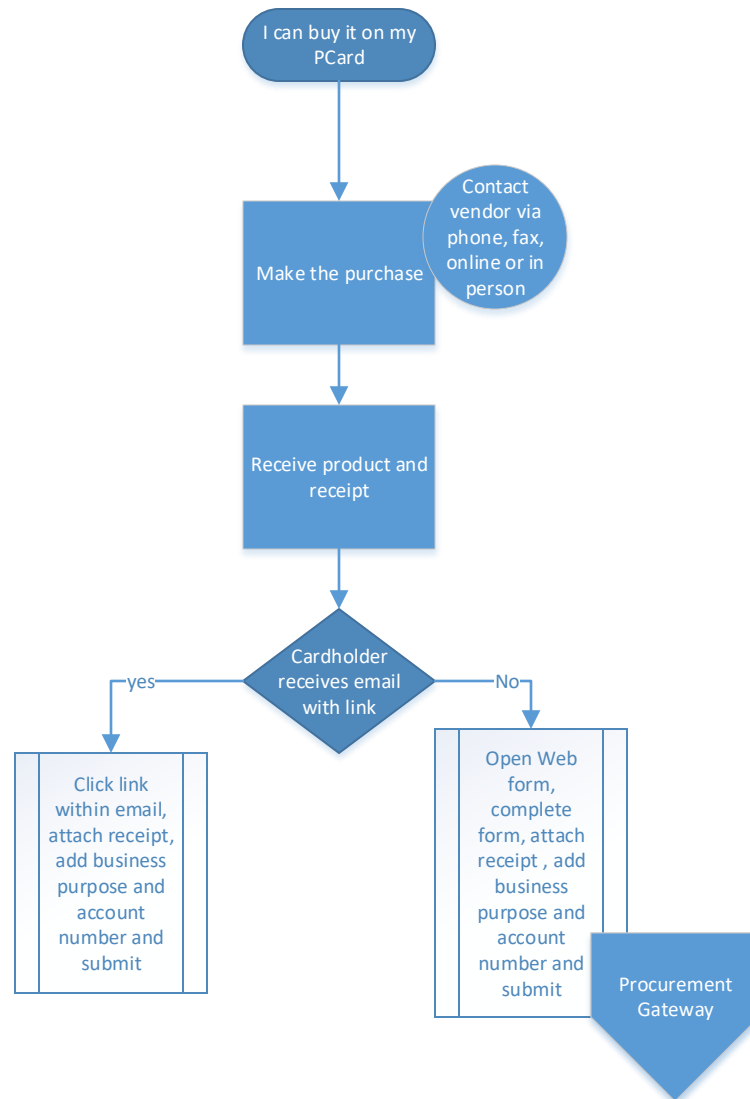 I can buy it on my
PCard
Contact
vendor via
phone, fax,
online or in
person
Make the purchase
Receive product and
receipt
Cardholder
receives email
with link
yes
No
Click link
within email,
attach receipt,
add business
purpose and
account
number and
submit
Open Web
form,
complete
form, attach
receipt , add
business
purpose and
account
number and
submit
Procurement
Gateway